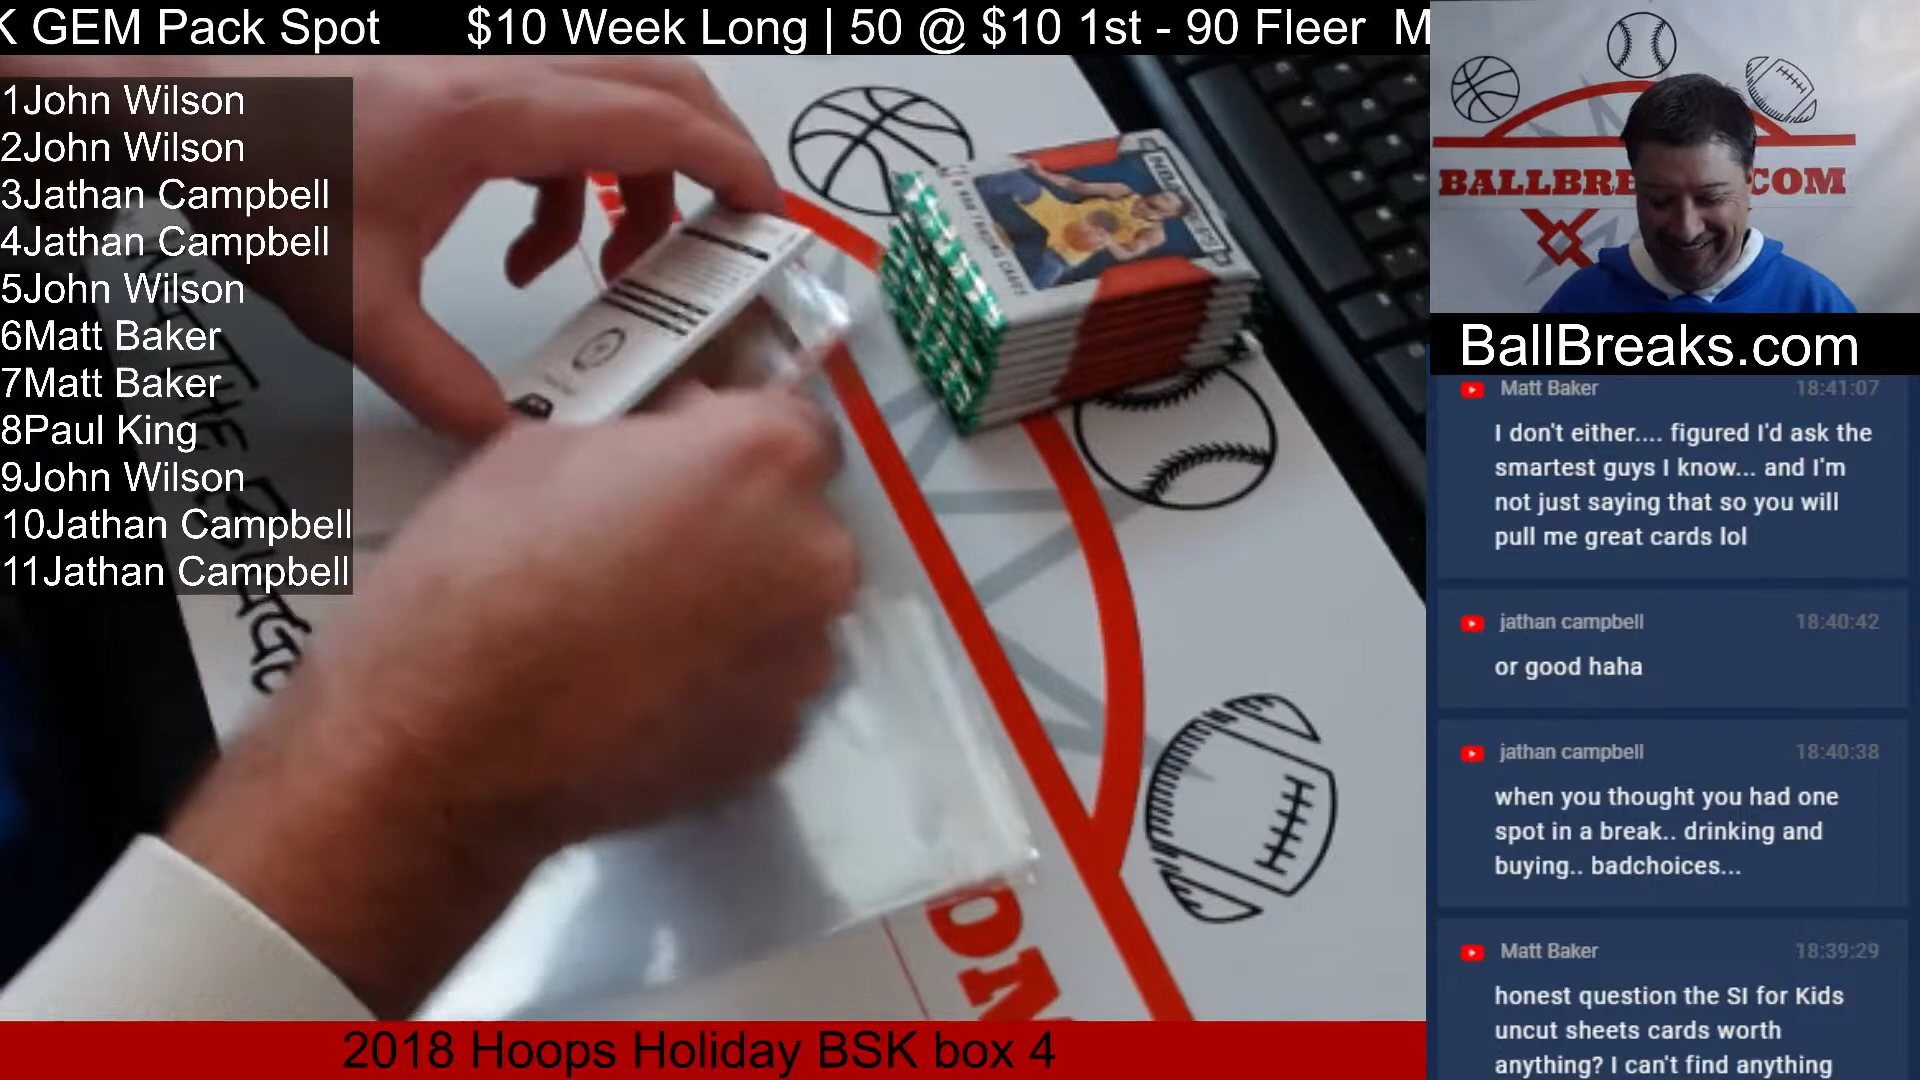 K GEM Pack Spot $10 Week Long | 50 @ $10 1st - 90 Fleer M
1John Wilson
2John Wilson
3Jathan Campbell
4Jathan Campbell
5John Wilson
6Matt Baker
7Matt Baker
8Paul King
9John Wilson
10Jathan Campbell
11Jathan Campbell
NBA HOOPS
TRADING CARDS
OM
2018 Hoops Holiday BSK box 4
BALLBRE COM
BallBreaks.com
Matt Baker 18:41:07
I don't either.... figured I'd ask the
smartest guys I know... and I'm
not just saying that so you will
pull me great cards lol
jathan campbell 18:40:42
or good haha
jathan campbell 18:40:38
when you thought you had one
spot in a break.. drinking and
buying.. badchoices...
Matt Baker 18:39:29
honest question the SI for Kids
uncut sheets cards worth
anything? I can't find anything